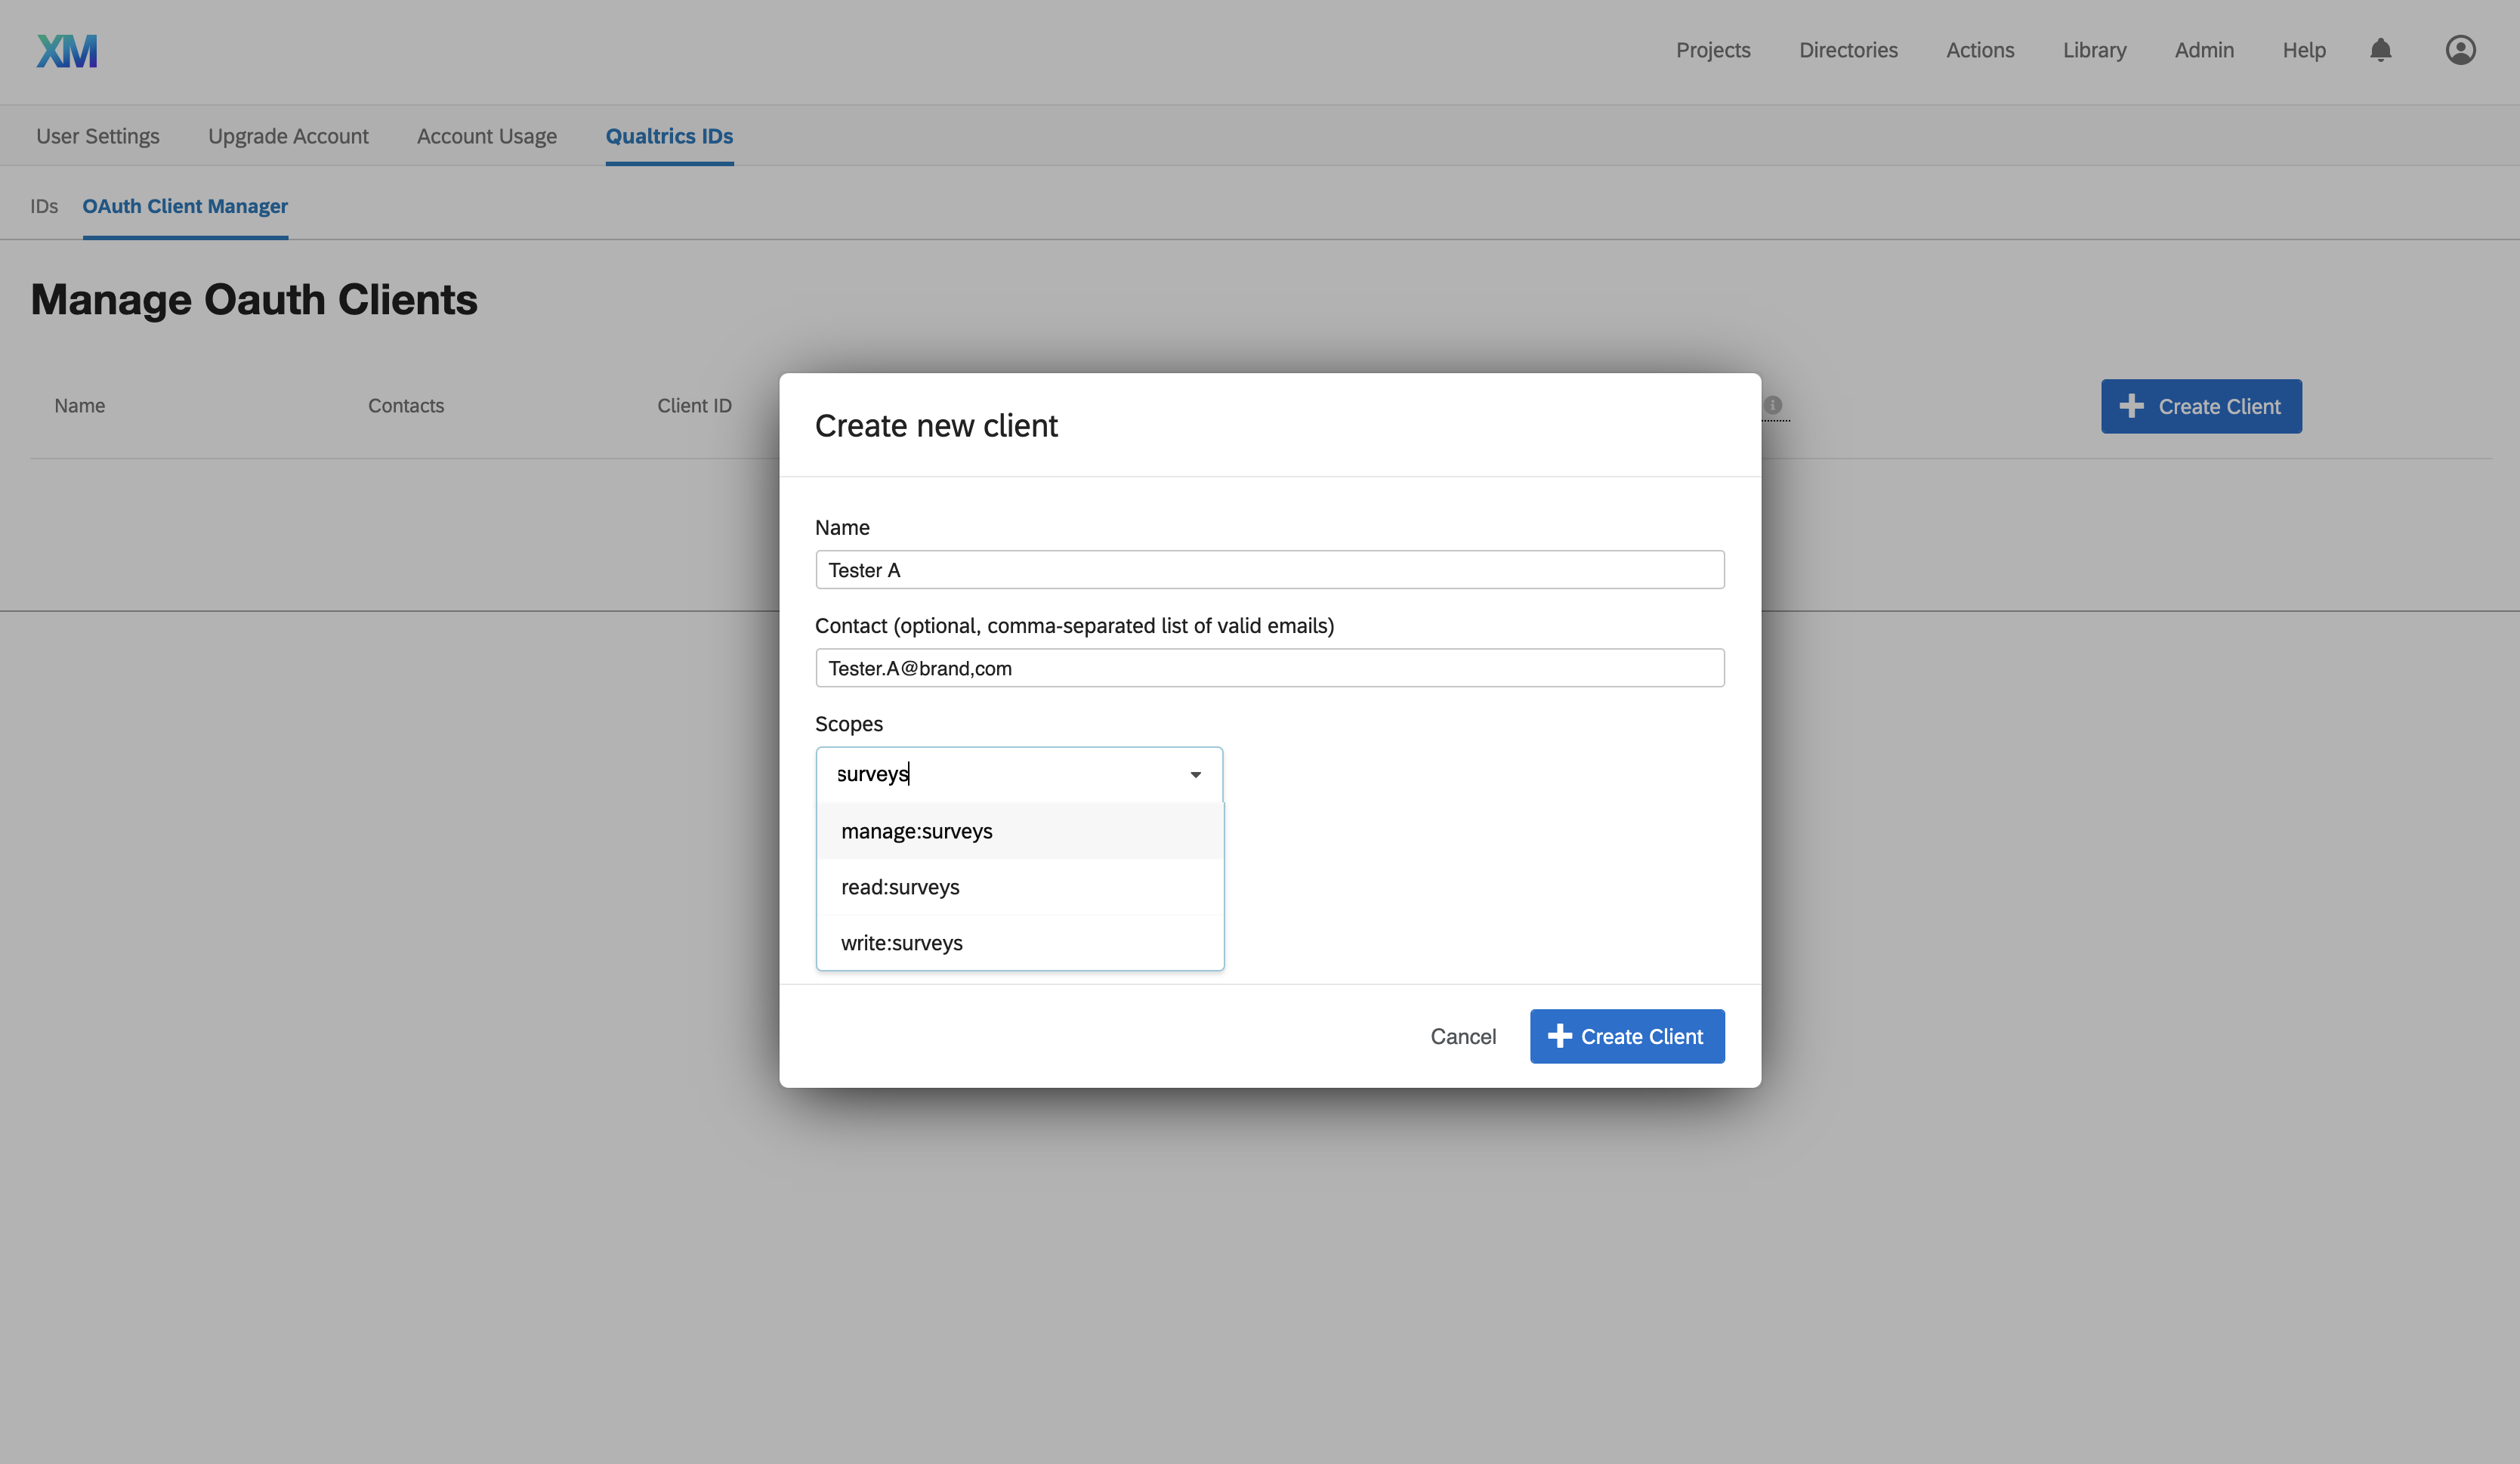 XM
Projects Directories Actions Library Admin Help
User Settings Upgrade Account Account Usage Qualtrics IDs
IDs OAuth Client Manager
Manage Oauth Clients
Name Contacts Client ID
Create Client
Create new client
Name
Tester A
Contact (optional, comma-separated list of valid emails)
Tester.A@brand,com
Scopes
surveys
manage:surveys
read:surveys
write:surveys
Cancel Create Client